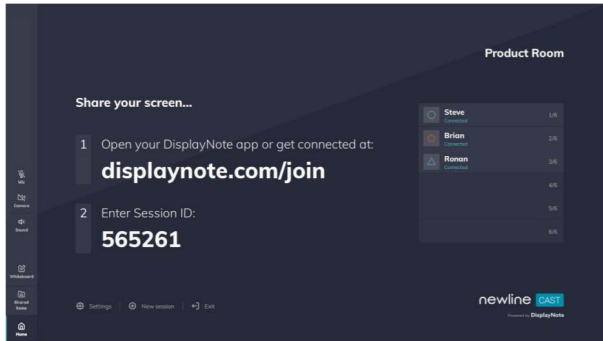 Product Room
Share your screen...
1 Open your DisplayNote app or get connected at:
displaynote.com/join
2 Enter Session ID:
565261
Steve 1/6
Connected
Brian 2/6
Connected
Ronan 3/6
Connected
4/6
5/6
6/6
Mic
Camera
Sound
Whiteboard
Shared
items
Home
Settings New session Exit
newline CAST
Powered by DisplayNote